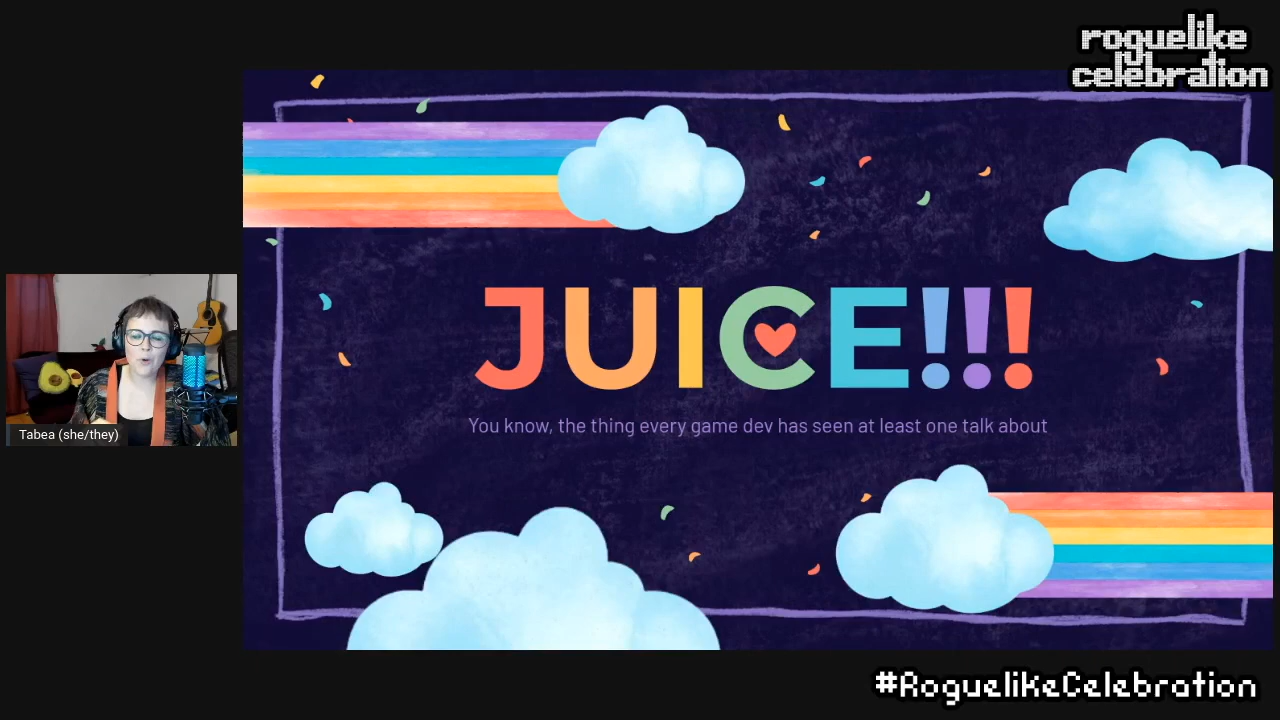 roguelike
celebration
JUICE!!!
You know, the thing every game dev has seen at least one talk about
Tabea (she/they)
#RoguelikeCelebration